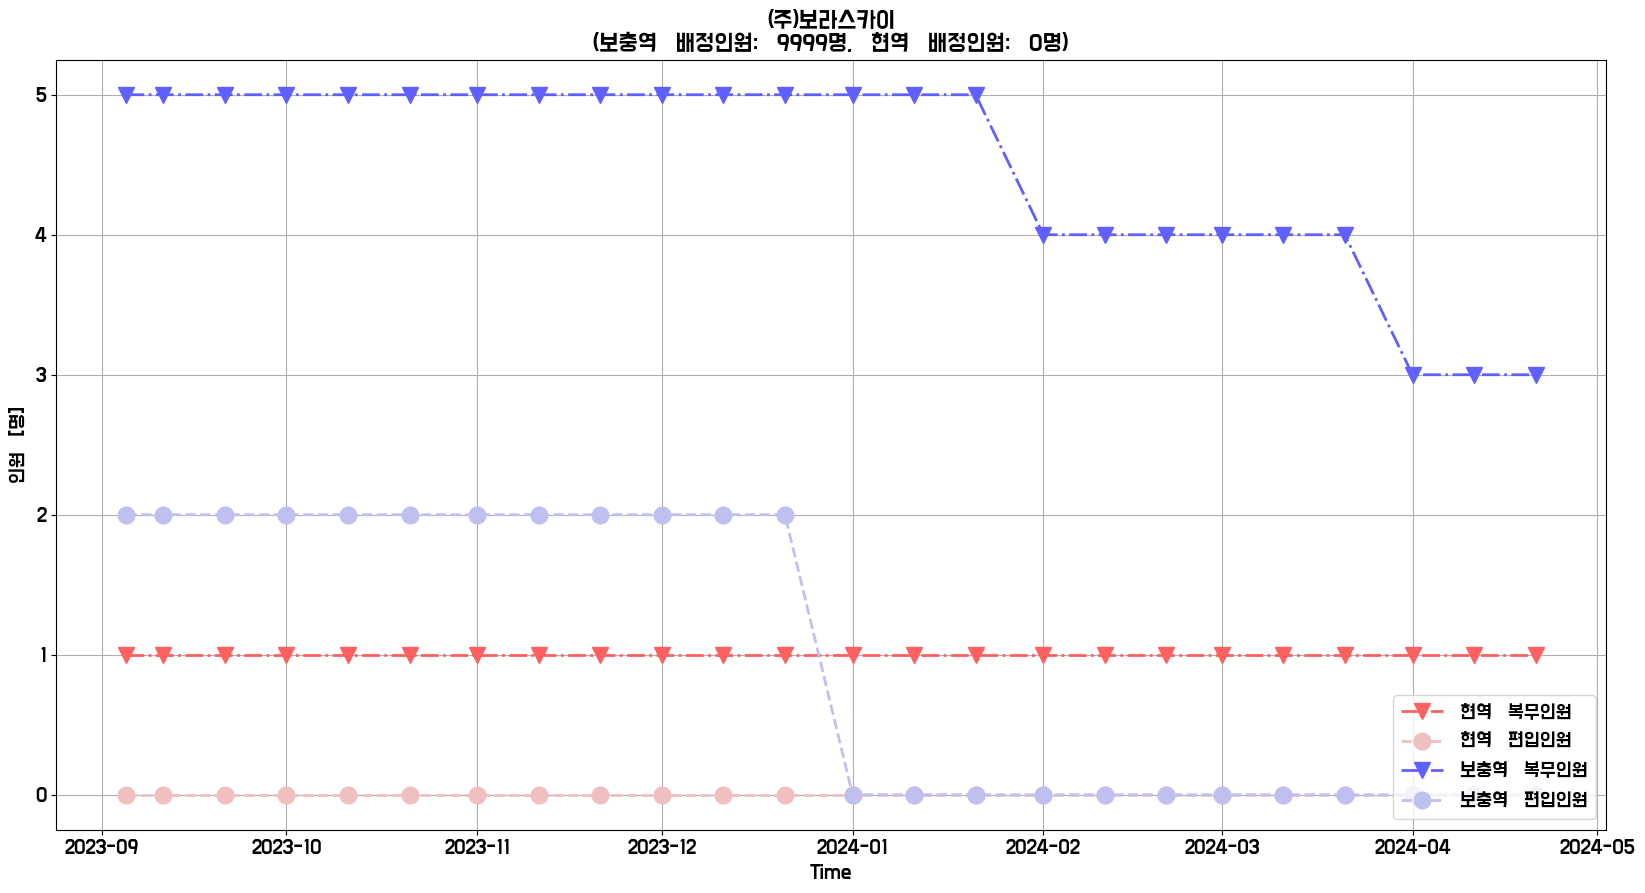 (주)보라스카이
(보충역 배정인원: 9999명, 현역 배정인원: 0명)
인원 [명]
5
4
3
2
1
0
2023-09 2023-10 2023-11 2023-12 2024-01 2024-02 2024-03 2024-04 2024-05
Time
현역 복무인원
현역 편입인원
보충역 복무인원
보충역 편입인원